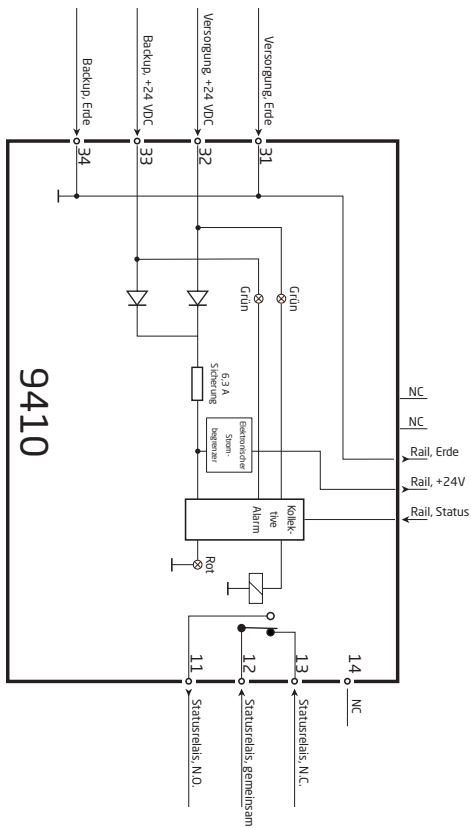 Versorgung, Erde
Versorgung, +24 VDC
Backup, +24 VDC
Backup, Erde
31
32
33
34
Grün
Grün
6.3 A
Sicherung
Elektronischer
Strom-
begrenzer
Kollek-
tive
Alarm
Rot
9410
NC
NC
Rail, Erde
Rail, +24V
Rail, Status
14
13
12
11
NC
Statusrelais, N.C.
Statusrelais, gemeinsam
Statusrelais, N.O.